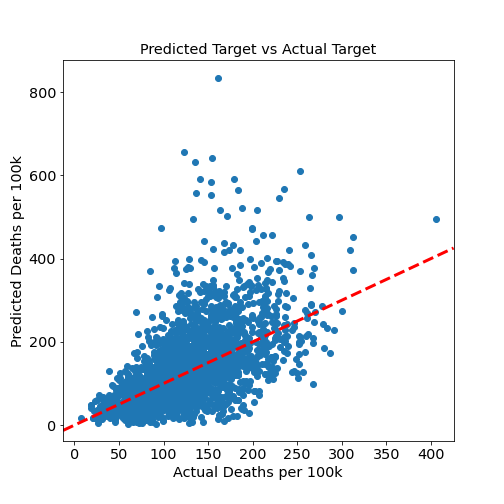 Predicted Target vs Actual Target
Predicted Deaths per 100k
800
600
400
200
0
0 50 100 150 200 250 300 350 400
Actual Deaths per 100k